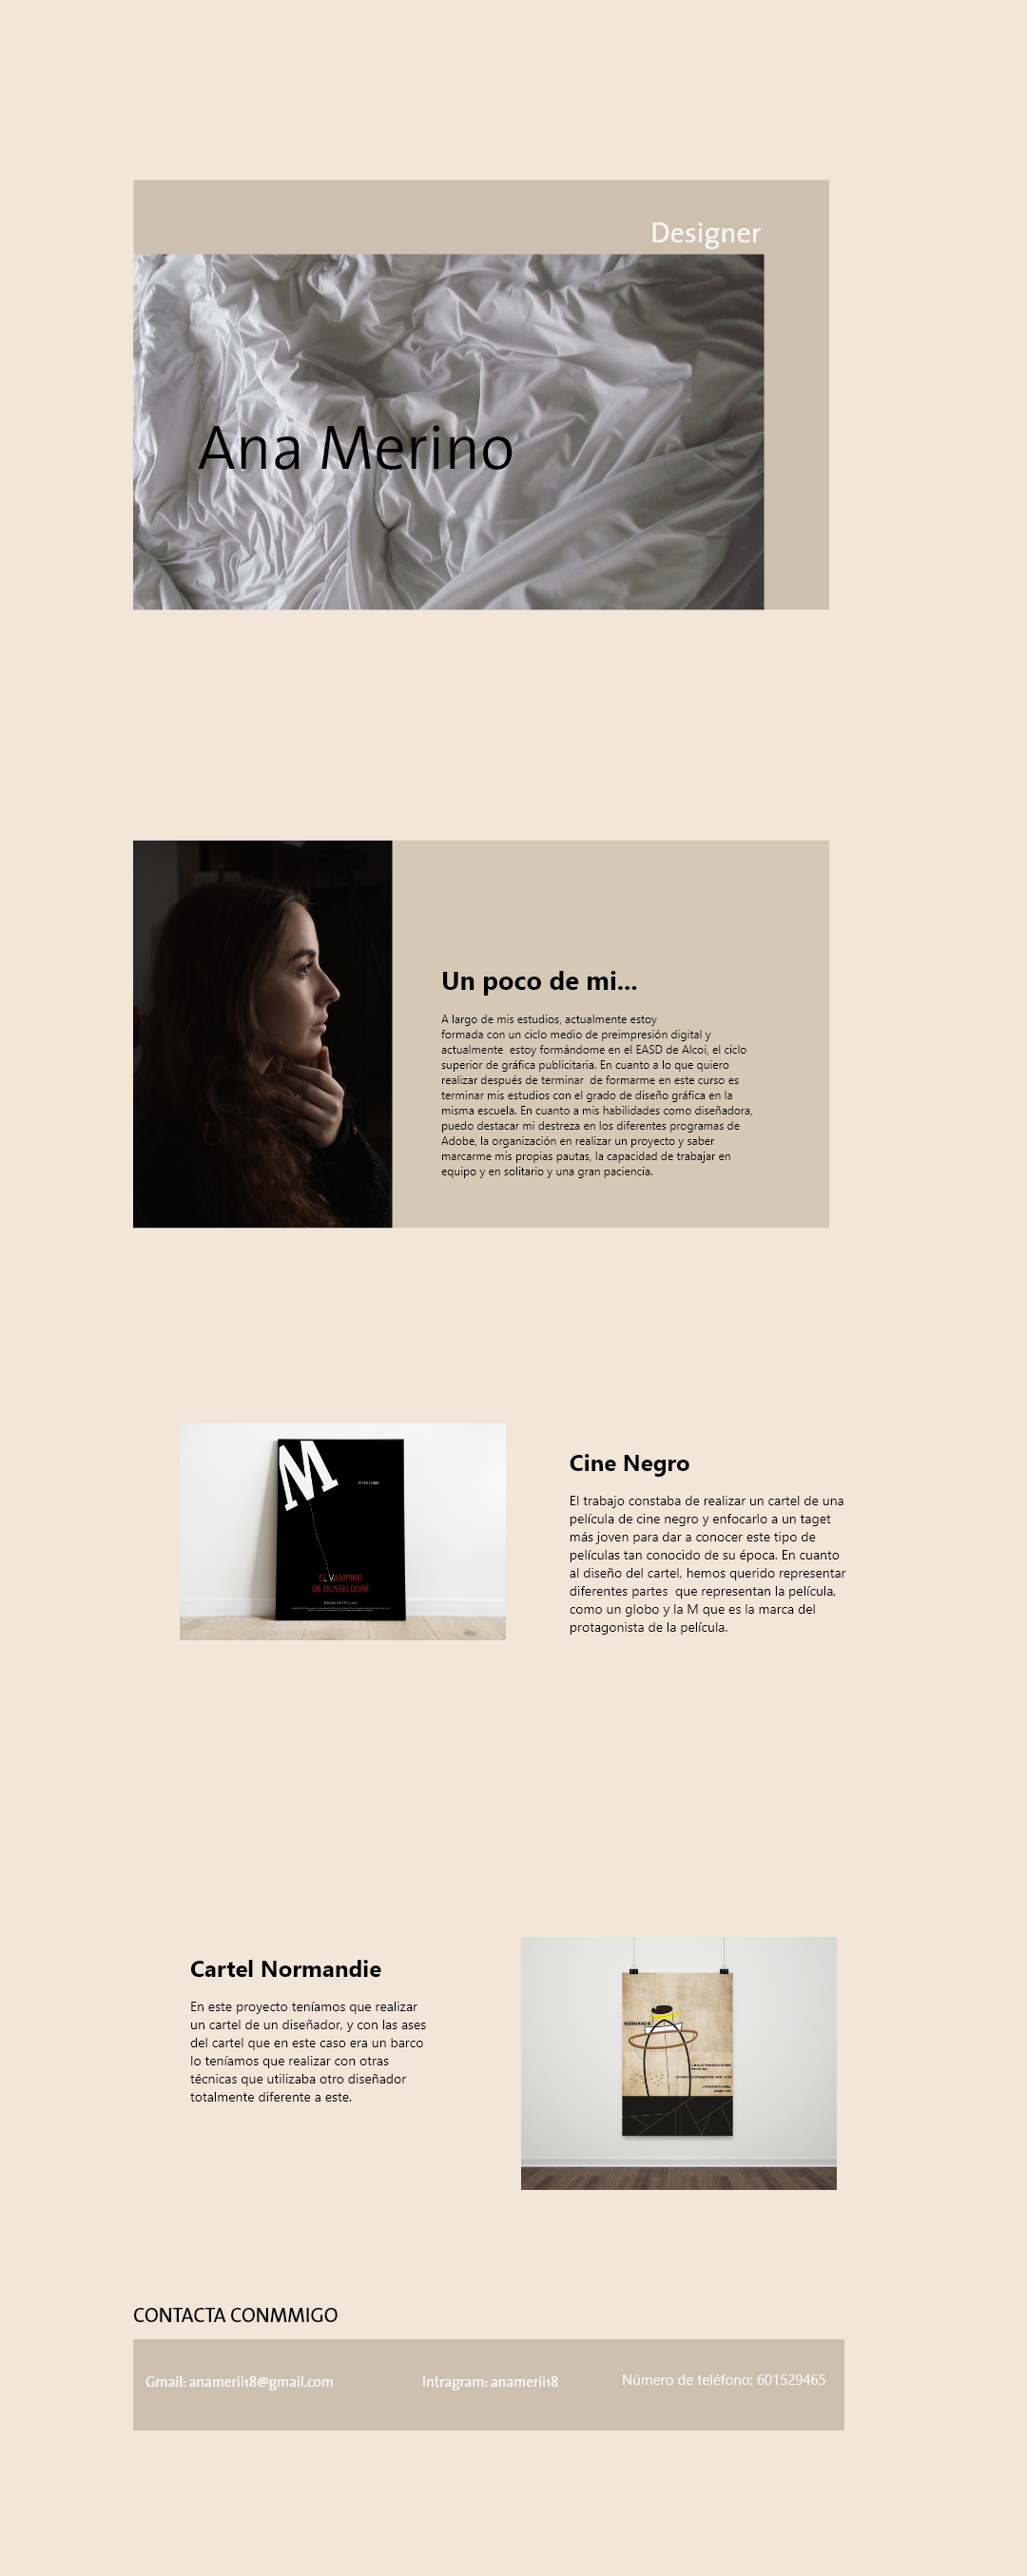 Designer
Ana Merino
Un poco de mi...
A largo de mis estudios, actualmente estoy
formada con un ciclo medio de preimpresión digital y
actualmente estoy formándome en el EASD de Alcoi, el ciclo
superior de gráfica publicitaria. En cuanto a lo que quiero
realizar después de terminar de formarme en este curso es
terminar mis estudios con el grado de diseño gráfica en la
misma escuela. En cuanto a mis habilidades como diseñadora,
puedo destacar mi destreza en los diferentes programas de
Adobe, la organización en realizar un proyecto y saber
marcarme mis propias pautas, la capacidad de trabajar en
equipo y en solitario y una gran paciencia.
M
EL VAMPIRO
DE DUSSELDORF
Cine Negro
El trabajo constaba de realizar un cartel de una
película de cine negro y enfocarlo a un taget
más joven para dar a conocer este tipo de
películas tan conocido de su época. En cuanto
al diseño del cartel, hemos querido representar
diferentes partes que representan la película,
como un globo y la M que es la marca del
protagonista de la película.
Cartel Normandie
En este proyecto teníamos que realizar
un cartel de un diseñador, y con las ases
del cartel que en este caso era un barco
lo teníamos que realizar con otras
técnicas que utilizaba otro diseñador
totalmente diferente a este.
CONTACTA CONMMIGO
Gmail: anamerii18@gmail.com
Intragram: anamerii18
Número de teléfono: 601529465